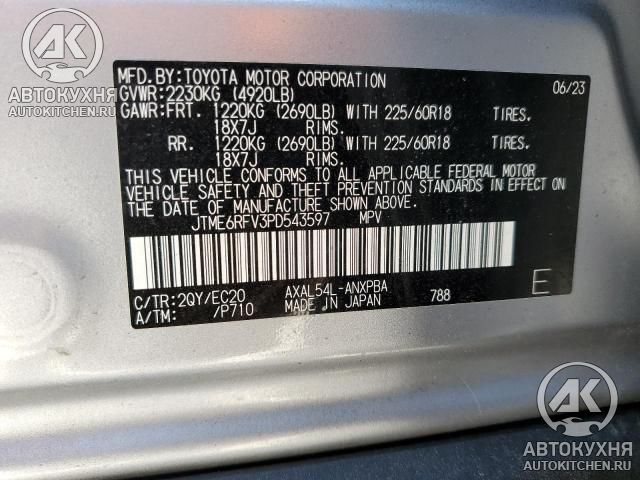 MFD.BY:TOYOTA MOTOR CORPORATION 06/23
GVWR:2230KG (4920LB)
GAWR:FRT. 1220KG (2690LB) WITH 225/60R18 TIRES.
18X7J RIMS.
RR. 1220KG (2690LB) WITH 225/60R18 TIRES.
18X7J RIMS.
THIS VEHICLE CONFORMS TO ALL APPLICABLE FEDERAL MOTOR
VEHICLE SAFETY AND THEFT PREVENTION STANDARDS IN EFFECT ON
THE DATE OF MANUFACTURE SHOWN ABOVE.
JTME6RFV3PD543597 MPV
C/TR:2QY/EC20 AXAL54L-ANXPBA
A/TM: /P710 MADE IN JAPAN 788 E
AK
АВТОКУХНЯ
AUTOKITCHEN.RU
AK
АВТОКУХНЯ
AUTOKITCHEN.RU